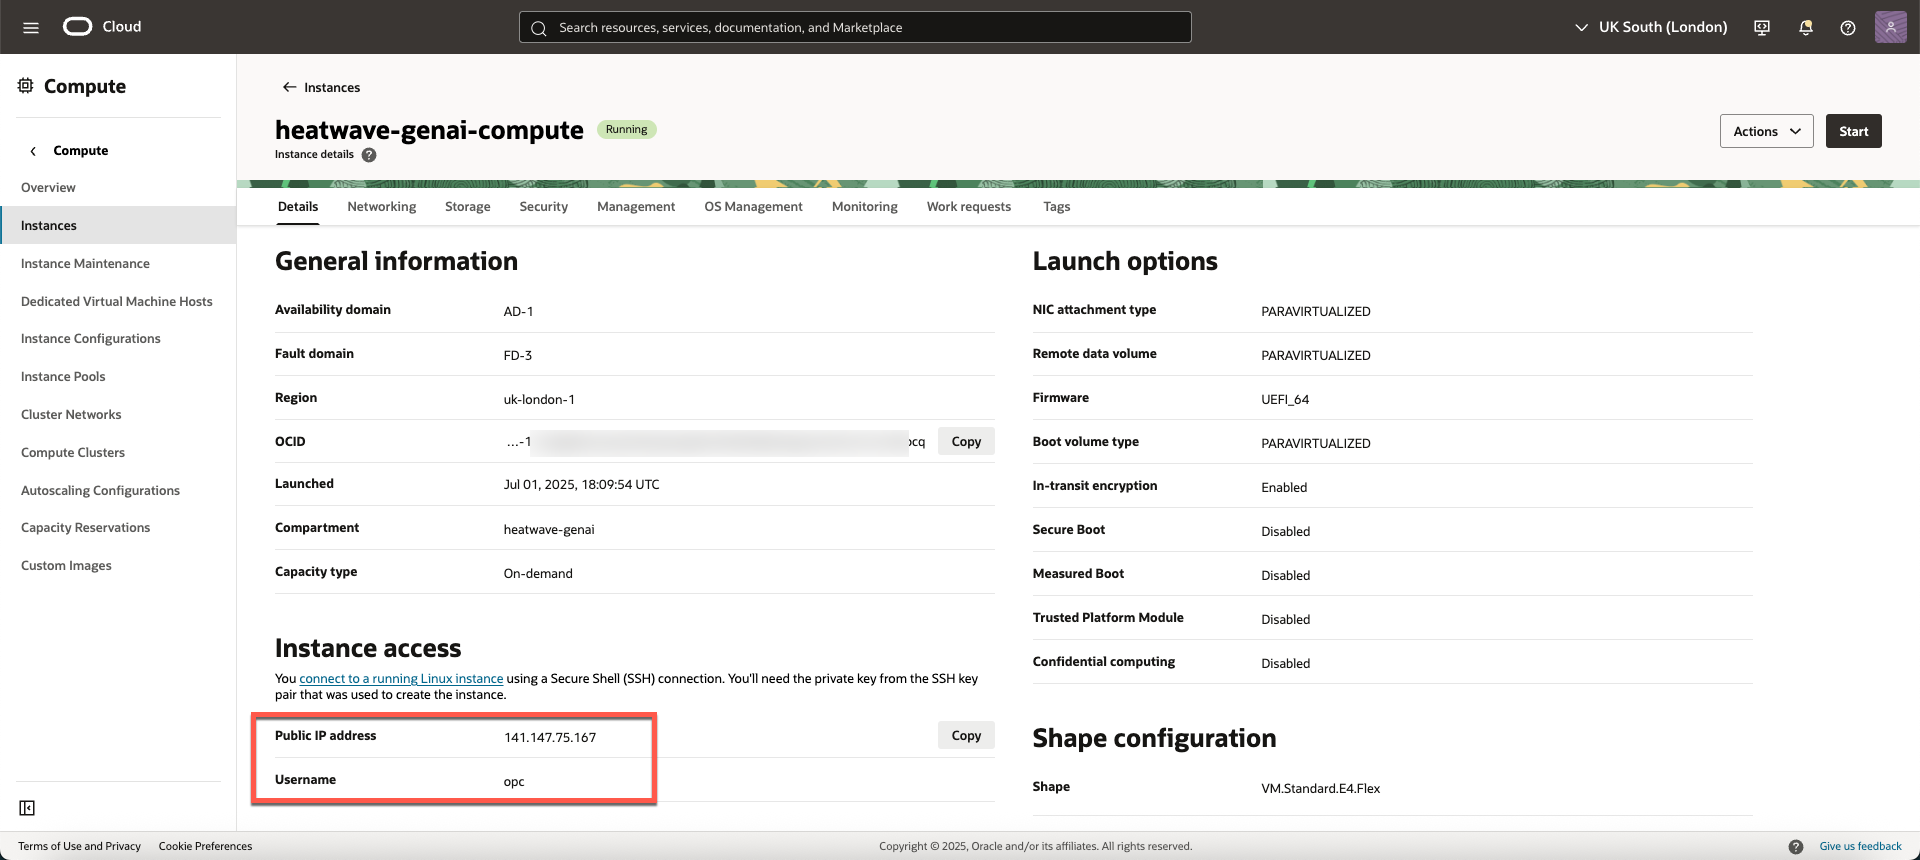 Cloud
Search resources, services, documentation, and Marketplace
UK South (London)
Compute
Compute
Overview
Instances
Instance Maintenance
Dedicated Virtual Machine Hosts
Instance Configurations
Instance Pools
Cluster Networks
Compute Clusters
Autoscaling Configurations
Capacity Reservations
Custom Images
Instances
heatwave-genai-compute Running
Instance details
Actions
Start
Details Networking Storage Security Management OS Management Monitoring Work requests Tags
General information
Availability domain AD-1
Fault domain FD-3
Region uk-london-1
OCID ...-1 Copy
Launched Jul 01, 2025, 18:09:54 UTC
Compartment heatwave-genai
Capacity type On-demand
Instance access
You connect to a running Linux instance using a Secure Shell (SSH) connection. You'll need the private key from the SSH key
pair that was used to create the instance.
Public IP address 141.147.75.167 Copy
Username opc
Launch options
NIC attachment type PARAVIRTUALIZED
Remote data volume PARAVIRTUALIZED
Firmware UEFI_64
Boot volume type PARAVIRTUALIZED
In-transit encryption Enabled
Secure Boot Disabled
Measured Boot Disabled
Trusted Platform Module Disabled
Confidential computing Disabled
Shape configuration
Shape VM.Standard.E4.Flex
Terms of Use and Privacy Cookie Preferences
Copyright © 2025, Oracle and/or its affiliates. All rights reserved.
Give us feedback